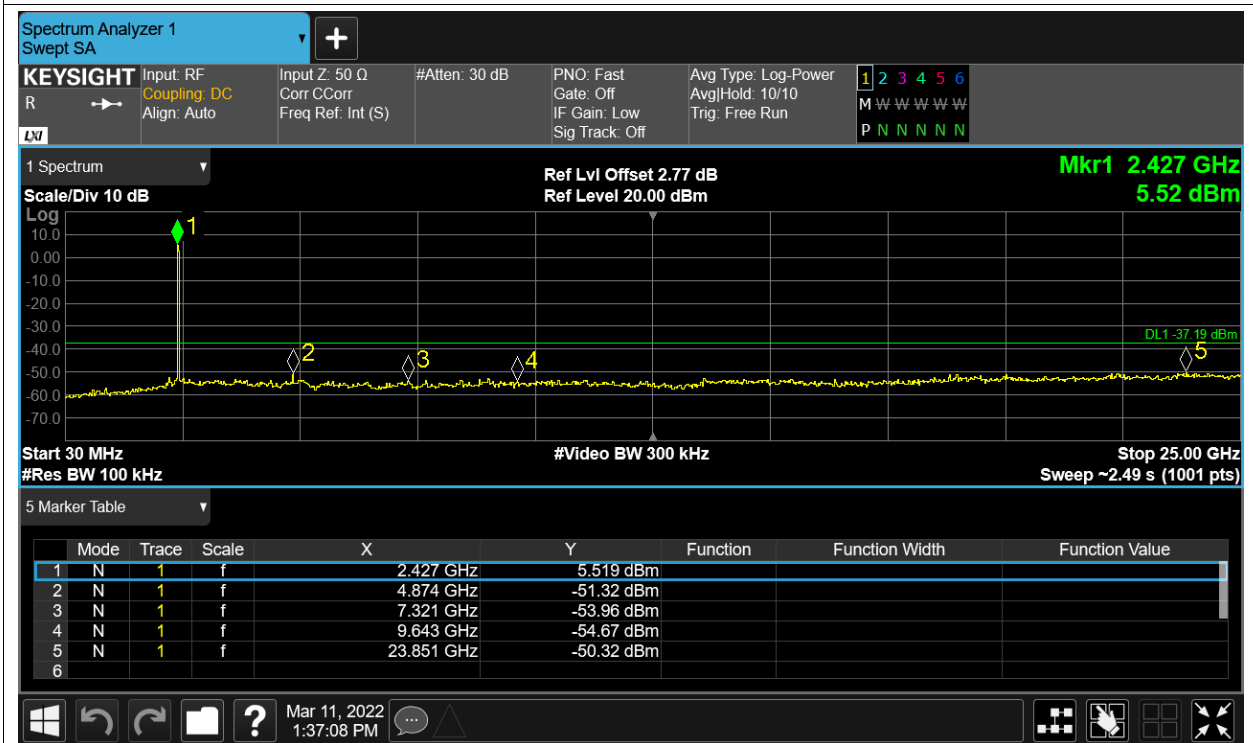 Spectrum Analyzer 1
Swept SA
+
KEYSIGHT Input: RF Input Z: 50 Ω #Atten: 30 dB PNO: Fast Avg Type: Log-Power 1 2 3 4 5 6
R Coupling: DC Corr CCorr Gate: Off Avg|Hold: 10/10 M W W W W W W
Align: Auto Freq Ref: Int (S) IF Gain: Low Trig: Free Run
LXI Sig Track: Off P N N N N N N
1 Spectrum Ref Lvl Offset 2.77 dB Mkr1 2.427 GHz
Scale/Div 10 dB Ref Level 20.00 dBm 5.52 dBm
Log
1
10.0
0.00
-10.0
-20.0
-30.0
DL1 -37.19 dBm
-40.0
2 3 4 5
-50.0
-60.0
-70.0
Start 30 MHz #Video BW 300 kHz Stop 25.00 GHz
#Res BW 100 kHz Sweep ~2.49 s (1001 pts)
5 Marker Table
Mode Trace Scale X Y Function Function Width Function Value
1 N 1 f 2.427 GHz 5.519 dBm
2 N 1 f 4.874 GHz -51.32 dBm
3 N 1 f 7.321 GHz -53.96 dBm
4 N 1 f 9.643 GHz -54.67 dBm
5 N 1 f 23.851 GHz -50.32 dBm
6
? Mar 11, 2022
1:37:08 PM